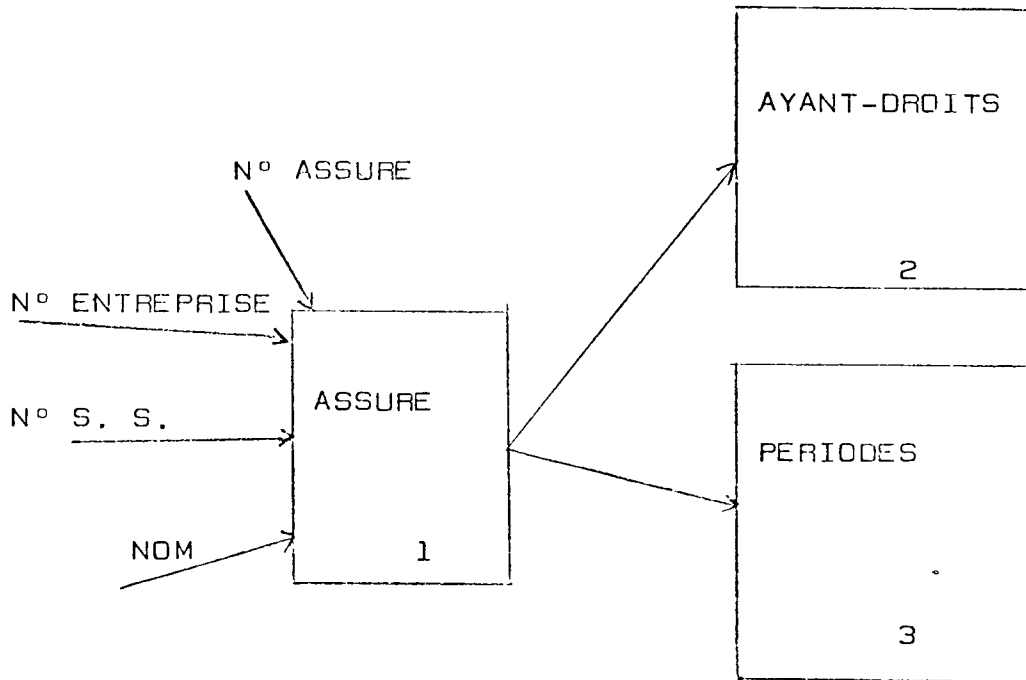 AYANT-DROITS
2
N° ASSURE
N° ENTREPRISE
N° S. S.
NOM
ASSURE
1
PERIODES
3